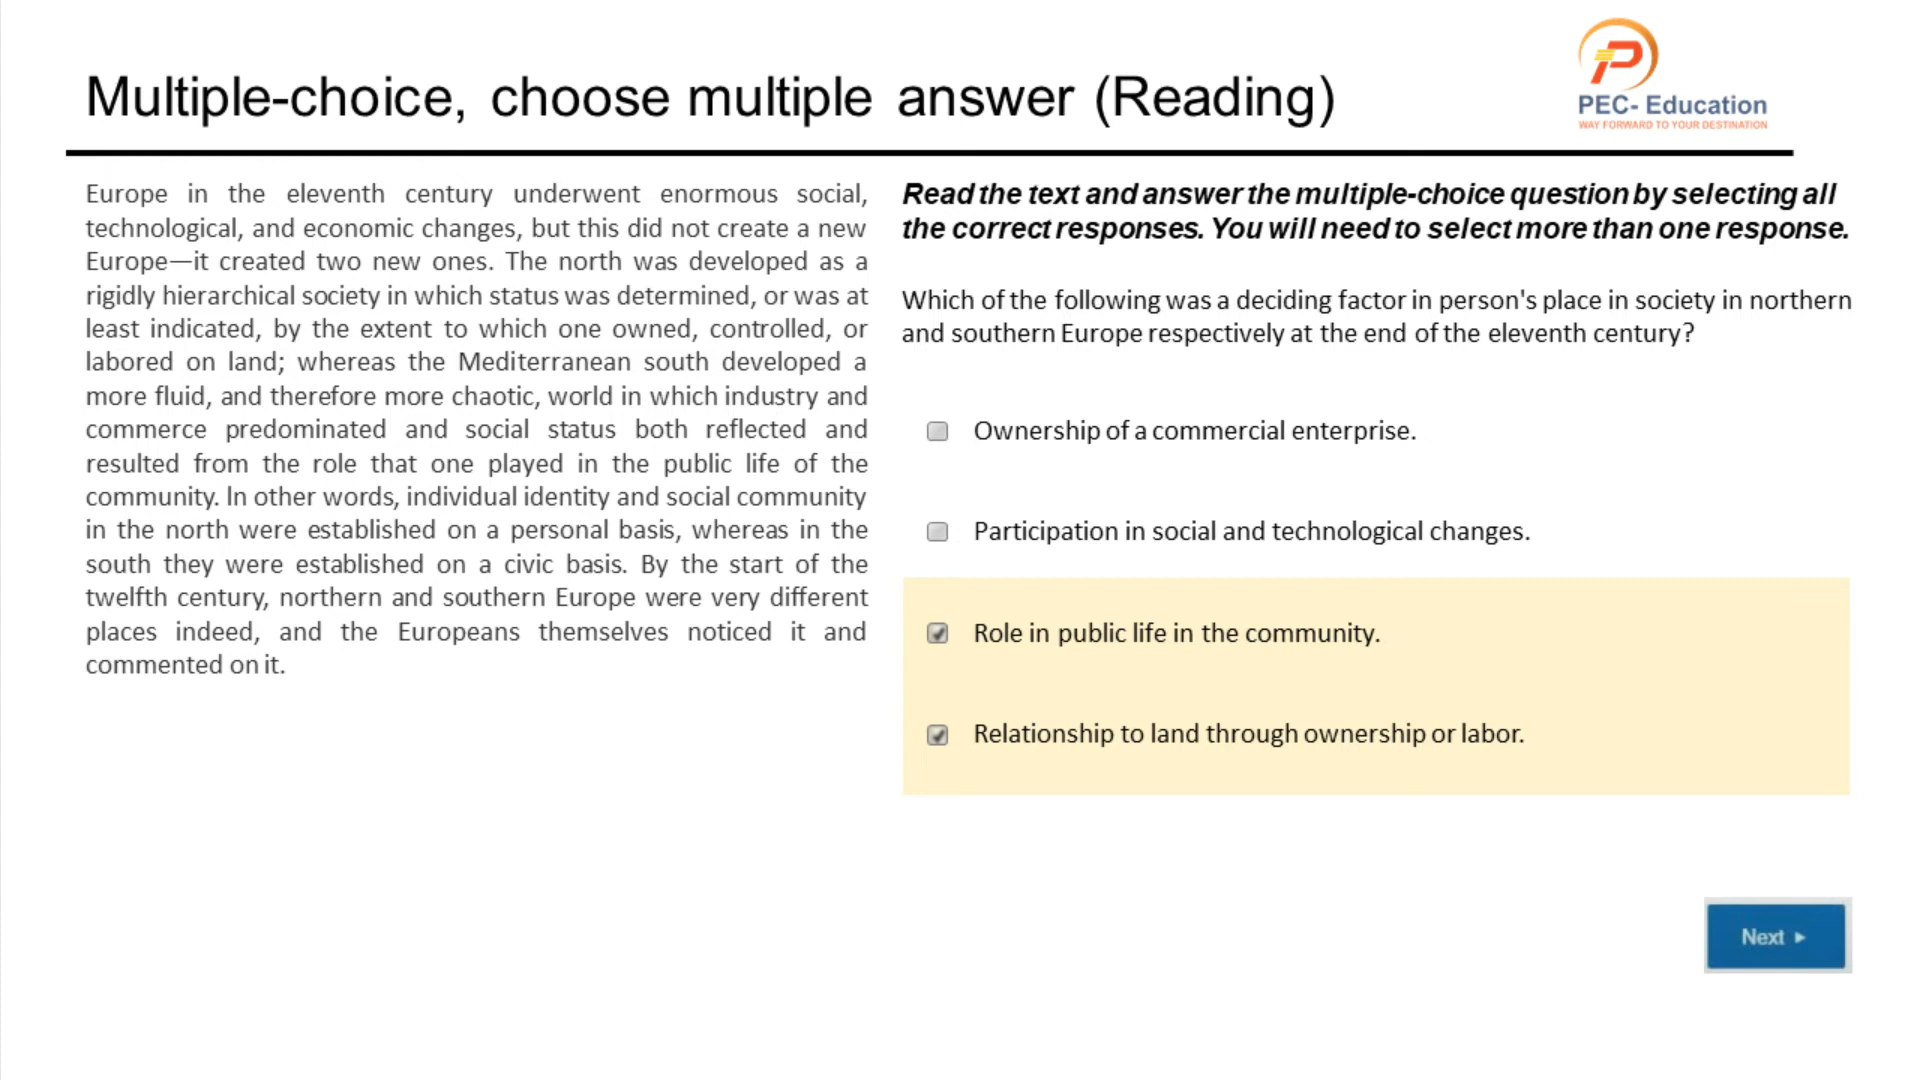 Multiple-choice, choose multiple answer (Reading)
PEC- Education
WAY FORWARD TO YOUR DESTINATION
Europe in the eleventh century underwent enormous social,
technological, and economic changes, but this did not create a new
Europe—it created two new ones. The north was developed as a
rigidly hierarchical society in which status was determined, or was at
least indicated, by the extent to which one owned, controlled, or
labored on land; whereas the Mediterranean south developed a
more fluid, and therefore more chaotic, world in which industry and
commerce predominated and social status both reflected and
resulted from the role that one played in the public life of the
community. In other words, individual identity and social community
in the north were established on a personal basis, whereas in the
south they were established on a civic basis. By the start of the
twelfth century, northern and southern Europe were very different
places indeed, and the Europeans themselves noticed it and
commented on it.
Read the text and answer the multiple-choice question by selecting all
the correct responses. You will need to select more than one response.
Which of the following was a deciding factor in person's place in society in northern
and southern Europe respectively at the end of the eleventh century?
Ownership of a commercial enterprise.
Participation in social and technological changes.
Role in public life in the community.
Relationship to land through ownership or labor.
Next